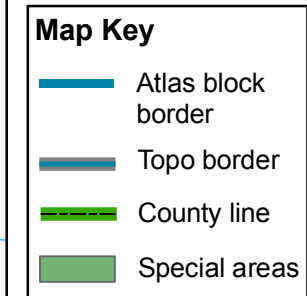 Map Key
Atlas block
border
Topo border
County line
Special areas